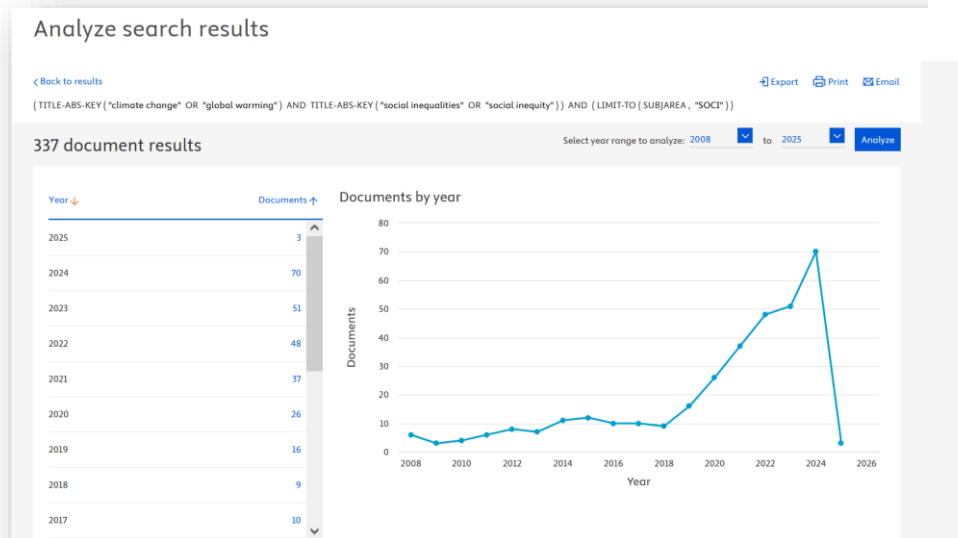 Analyze search results
Back to results
Export Print Email
(TITLE-ABS-KEY("climate change" OR "global warming") AND TITLE-ABS-KEY("social inequalities" OR "social inequity")) AND (LIMIT-TO(SUBJAREA, "SOCI"))
337 document results
Select year range to analyze: 2008 to 2025 Analyze
Year Documents
2025 3
2024 70
2023 51
2022 48
2021 37
2020 26
2019 16
2018 9
2017 10
Documents by year
80
70
60
50
40
30
20
10
0
Documents
2008 2010 2012 2014 2016 2018 2020 2022 2024 2026
Year